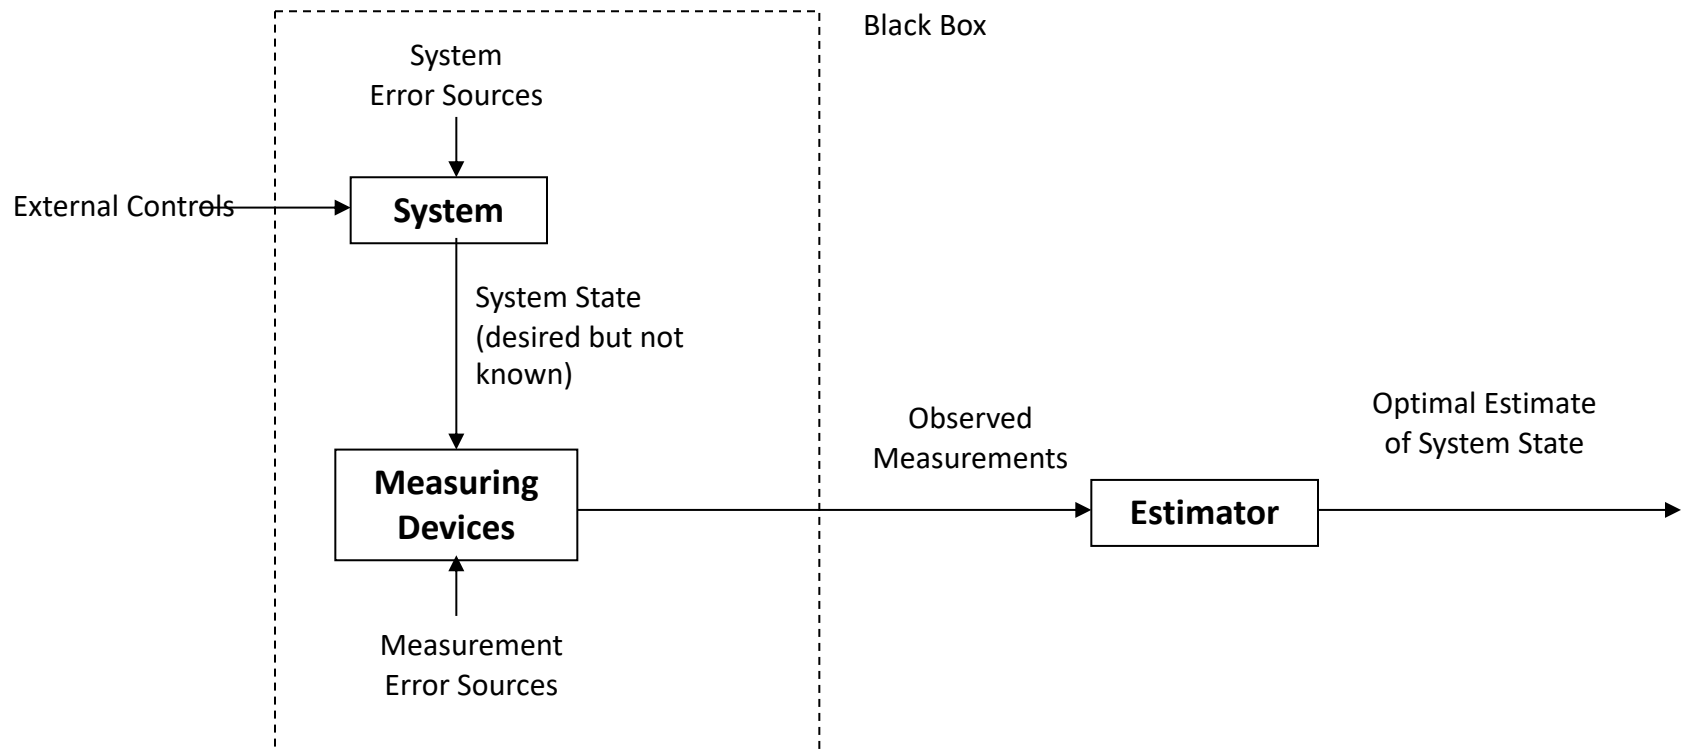 Black Box
System
Error Sources
External Controls
System
System State
(desired but not
known)
Observed
Measurements
Optimal Estimate
of System State
Measuring
Devices
Estimator
Measurement
Error Sources